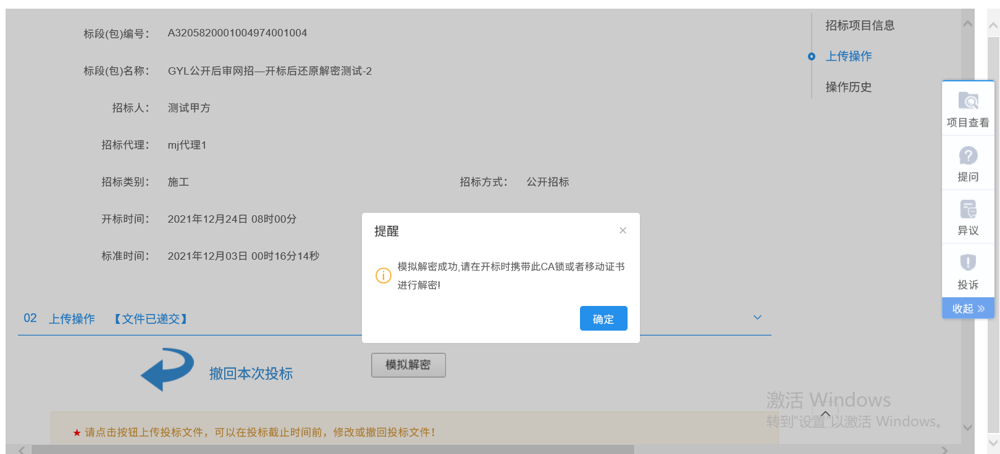 标段(包)编号： A3205820001004974001004
标段(包)名称： GYL公开后审网招—开标后还原解密测试-2
招标人： 测试甲方
招标代理： mj代理1
招标类别： 施工 招标方式： 公开招标
开标时间： 2021年12月24日 08时00分
标准时间： 2021年12月03日 00时16分14秒
招标项目信息
上传操作
操作历史
项目查看
提问
异议
投诉
收起
提醒
模拟解密成功,请在开标时携带此CA锁或者移动证书
进行解密!
确定
02 上传操作 【文件已递交】
撤回本次投标
模拟解密
★ 请点击按钮上传投标文件，可以在投标截止时间前，修改或撤回投标文件！
激活 Windows
转到“设置”以激活 Windows。